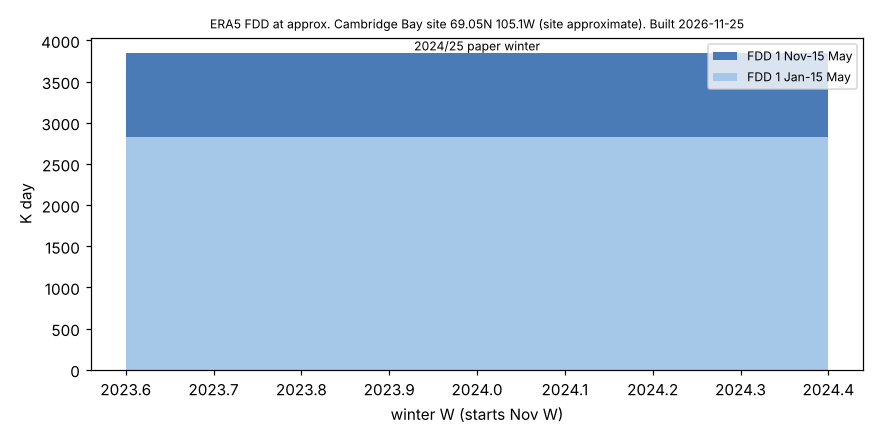 ERA5 FDD at approx. Cambridge Bay site 69.05N 105.1W (site approximate). Built 2026-11-25
2024/25 paper winter
FDD 1 Nov-15 May
FDD 1 Jan-15 May
K day
4000
3500
3000
2500
2000
1500
1000
500
0
2023.6 2023.7 2023.8 2023.9 2024.0 2024.1 2024.2 2024.3 2024.4
winter W (starts Nov W)